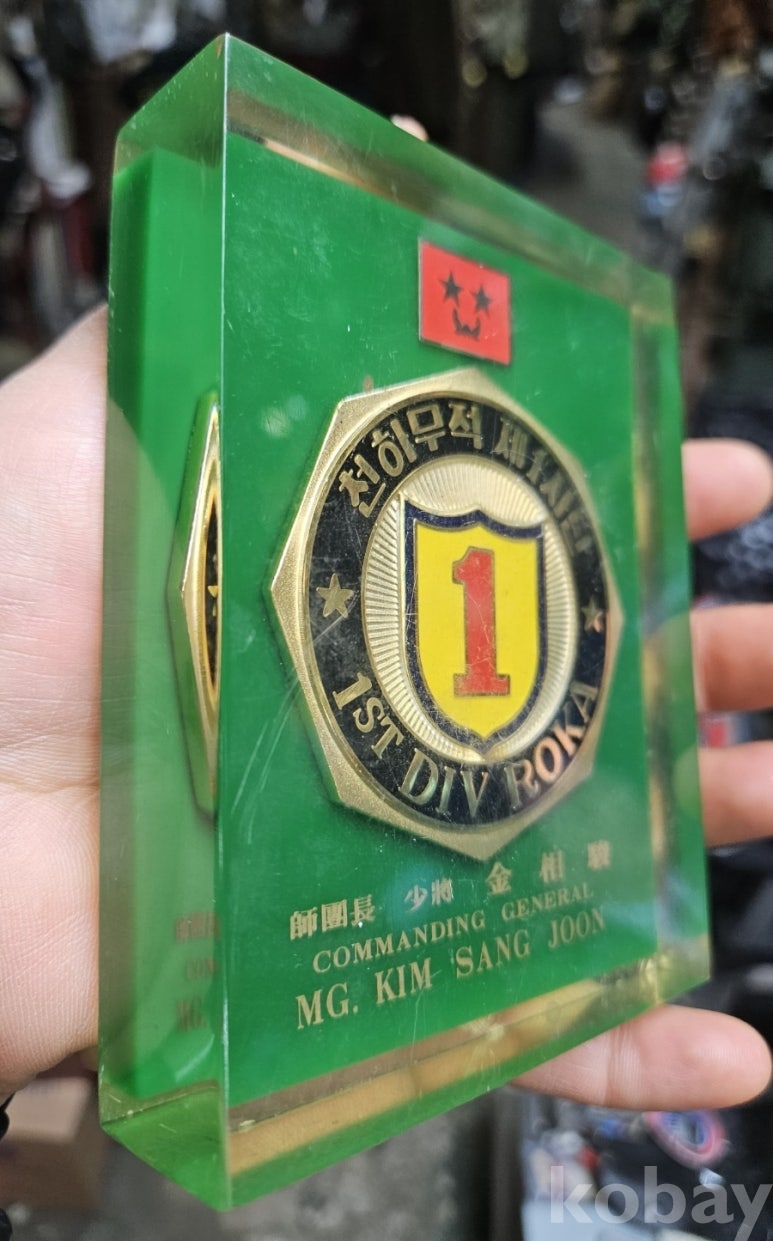 천하무적 제1사단
1
1ST DIV ROKA
師團長 少將 金相駿
COMMANDING GENERAL
MG. KIM SANG JOON
kobay